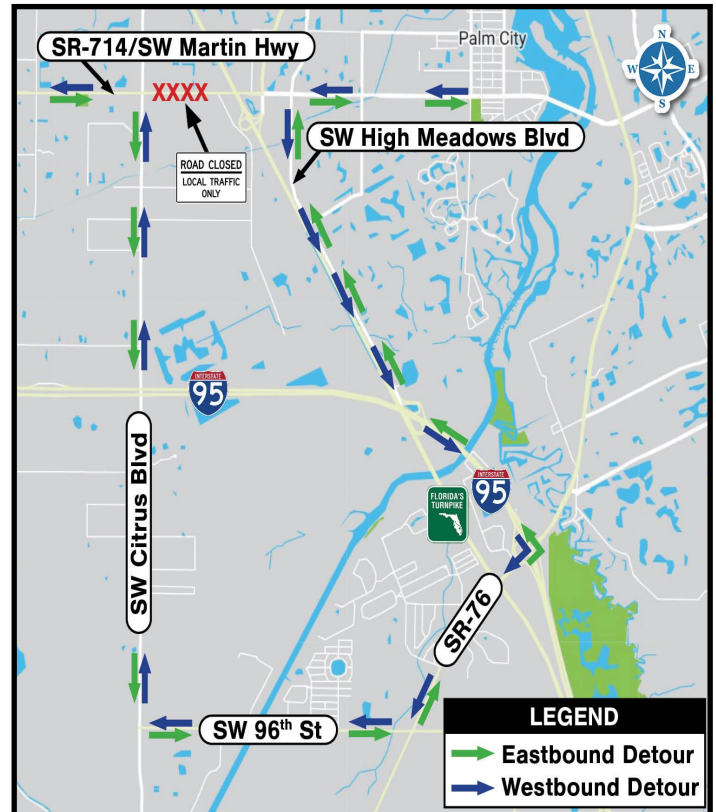 SR-714/SW Martin Hwy
Palm City
N
W E
S
XXXX
ROAD CLOSED
LOCAL TRAFFIC
ONLY
SW High Meadows Blvd
INTERSTATE
95
SW Citrus Blvd
INTERSTATE
95
FLORIDA'S
TURNPIKE
SR-76
SW 96th St
LEGEND
Eastbound Detour
Westbound Detour